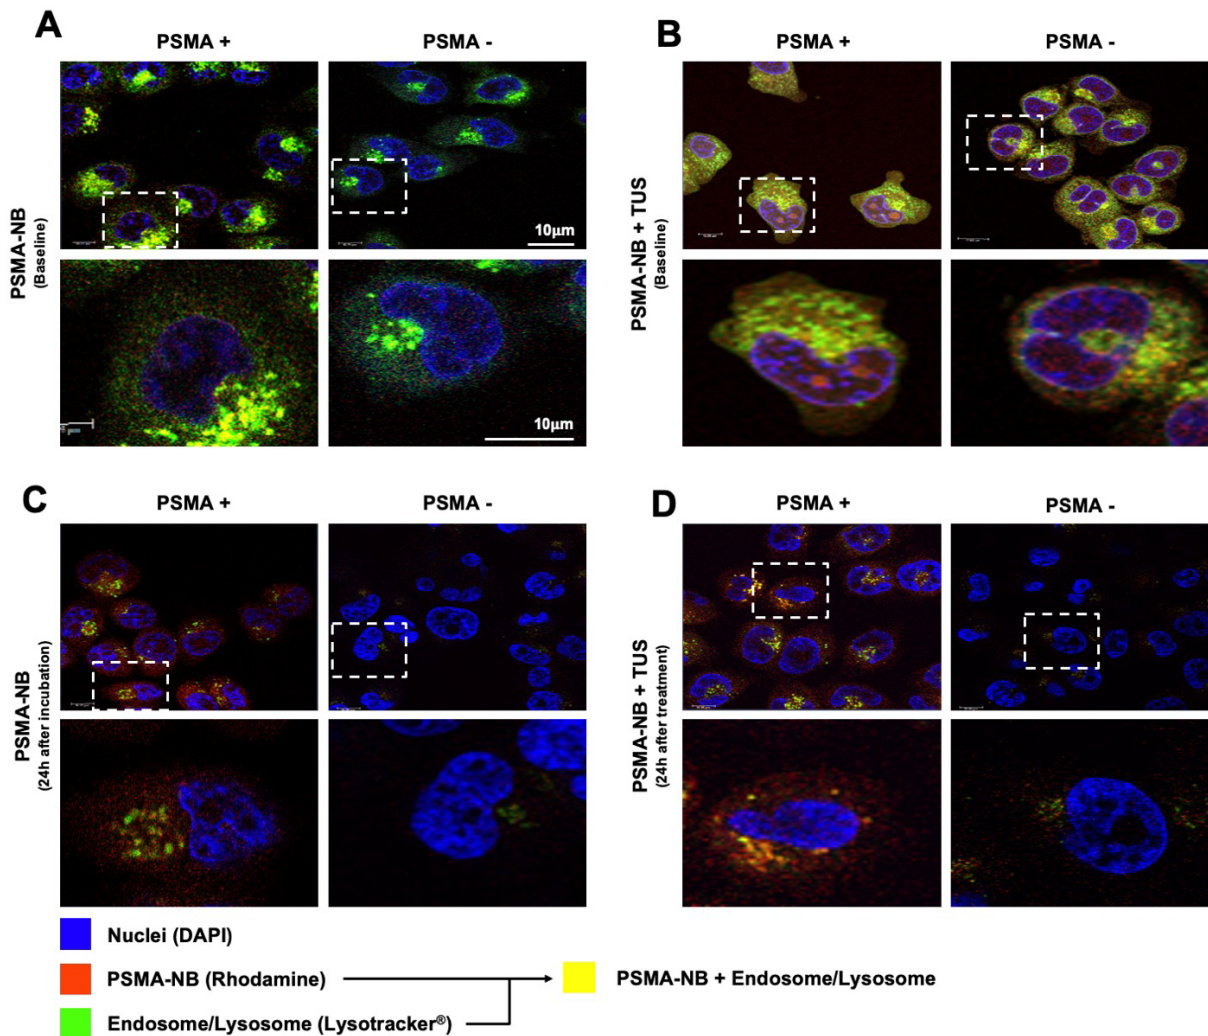 A
PSMA +
PSMA -
PSMA-NB
(Baseline)
10μm
10μm
B
PSMA +
PSMA -
PSMA-NB + TUS
(Baseline)
C
PSMA +
PSMA -
PSMA-NB
(24h after incubation)
D
PSMA +
PSMA -
PSMA-NB + TUS
(24h after treatment)
Nuclei (DAPI)
PSMA-NB (Rhodamine)
PSMA-NB + Endosome/Lysosome
Endosome/Lysosome (Lysotracker®)